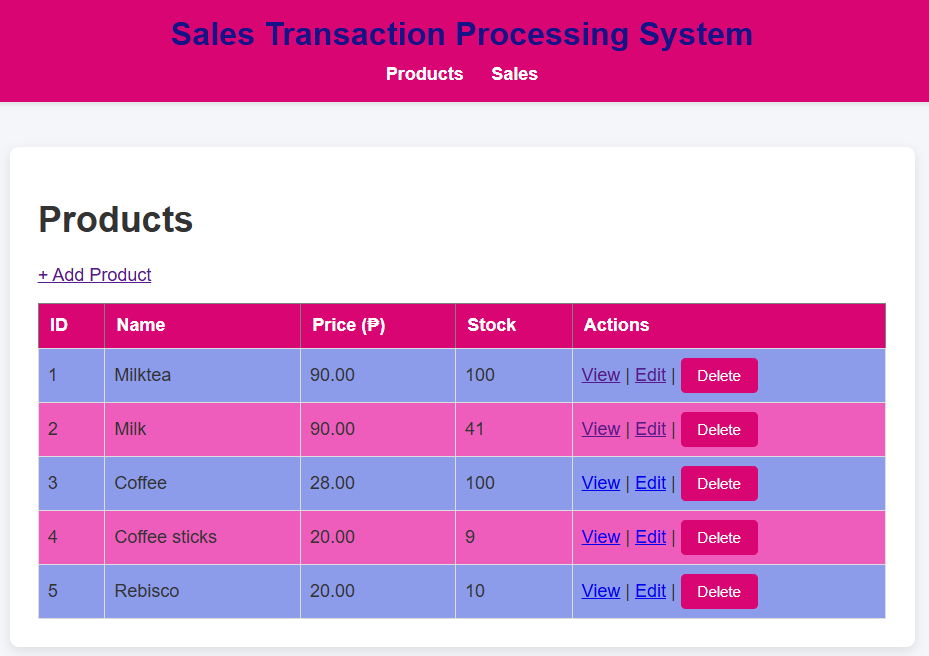 Sales Transaction Processing System
Products Sales
Products
+ Add Product
ID Name Price (₱) Stock Actions
1 Milktea 90.00 100 View | Edit | Delete
2 Milk 90.00 41 View | Edit | Delete
3 Coffee 28.00 100 View | Edit | Delete
4 Coffee sticks 20.00 9 View | Edit | Delete
5 Rebisco 20.00 10 View | Edit | Delete